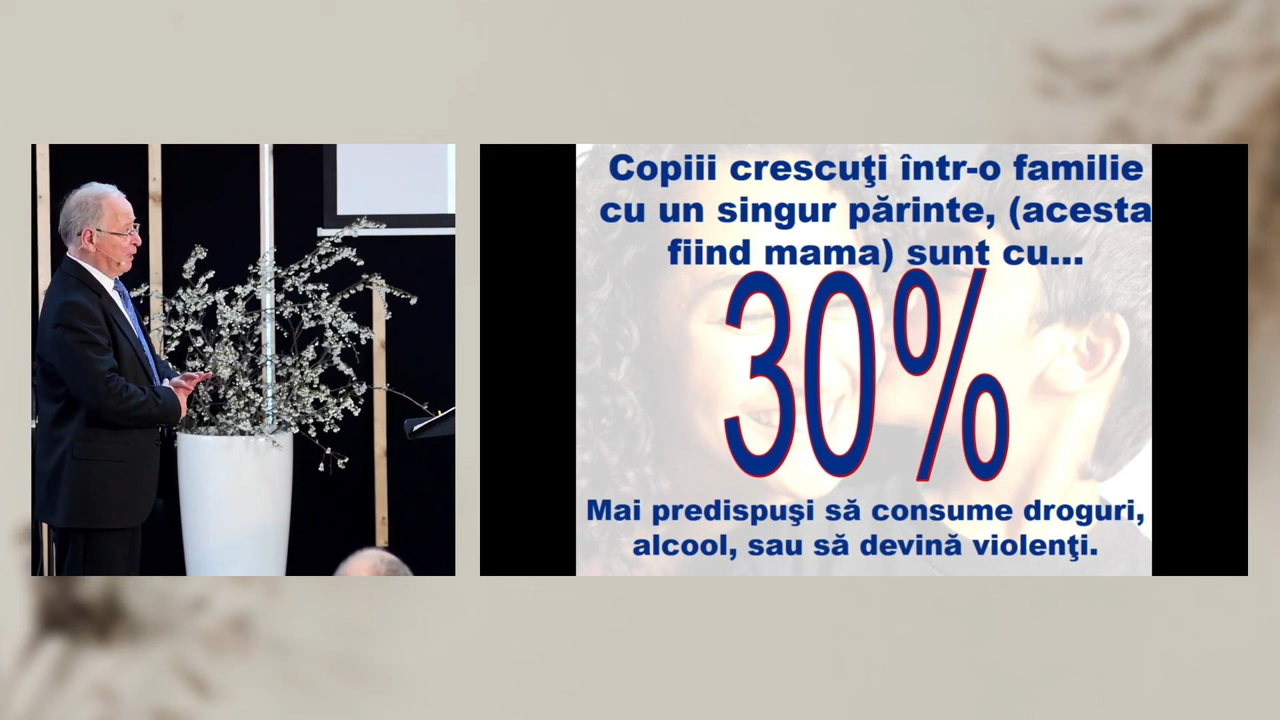 Copiii crescuţi într-o familie
cu un singur părinte, (acesta
fiind mama) sunt cu...
30%
Mai predispuşi să consume droguri,
alcool, sau să devină violenţi.